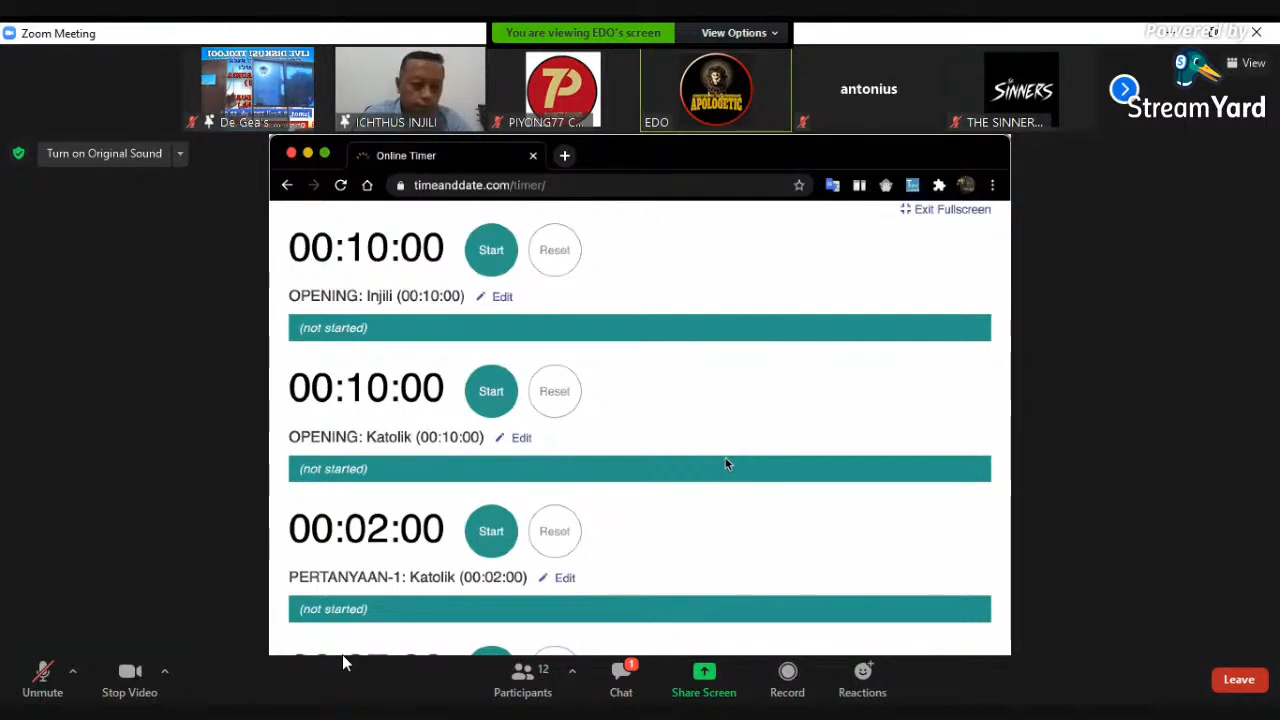 Zoom Meeting
You are viewing EDO's screen
View Options
Powered by
LIVE DISKUSI TEOLOGI
De Gea's
ICHTHUS INJILI
PIYONG77 C...
APOLOGETIC
EDO
antonius
SINNERS
THE SINNER...
View
StreamYard
Turn on Original Sound
Online Timer
timeanddate.com/timer/
Exit Fullscreen
00:10:00 Start Reset
OPENING: Injili (00:10:00) Edit
(not started)
00:10:00 Start Reset
OPENING: Katolik (00:10:00) Edit
(not started)
00:02:00 Start Reset
PERTANYAAN-1: Katolik (00:02:00) Edit
(not started)
Unmute
Stop Video
Participants 12
Chat 1
Share Screen
Record
Reactions
Leave